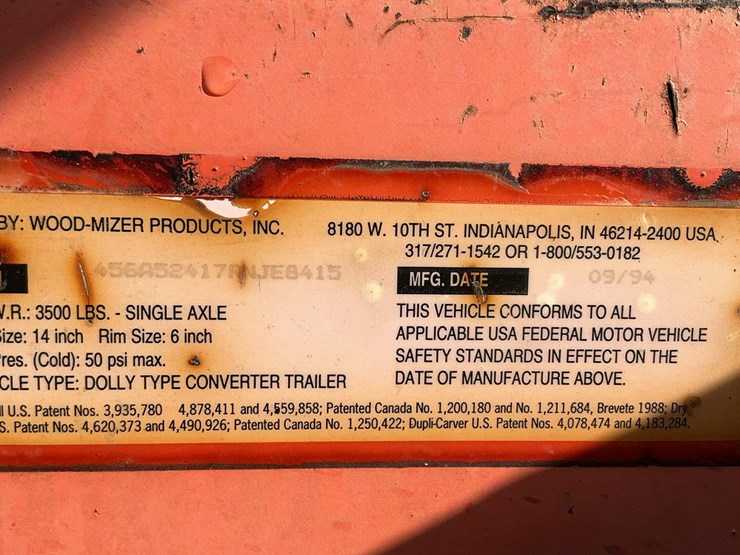 BY: WOOD-MIZER PRODUCTS, INC. 8180 W. 10TH ST. INDIANAPOLIS, IN 46214-2400 USA
317/271-1542 OR 1-800/553-0182
456A52417RNJE8415 MFG. DATE 09/94
W.R.: 3500 LBS. - SINGLE AXLE THIS VEHICLE CONFORMS TO ALL
Size: 14 inch Rim Size: 6 inch APPLICABLE USA FEDERAL MOTOR VEHICLE
Pres. (Cold): 50 psi max. SAFETY STANDARDS IN EFFECT ON THE
CLE TYPE: DOLLY TYPE CONVERTER TRAILER DATE OF MANUFACTURE ABOVE.
U.S. Patent Nos. 3,935,780 4,878,411 and 4,559,858; Patented Canada No. 1,200,180 and No. 1,211,684, Brevete 1988; Dry
S. Patent Nos. 4,620,373 and 4,490,926; Patented Canada No. 1,250,422; Dupli-Carver U.S. Patent Nos. 4,078,474 and 4,183,284.